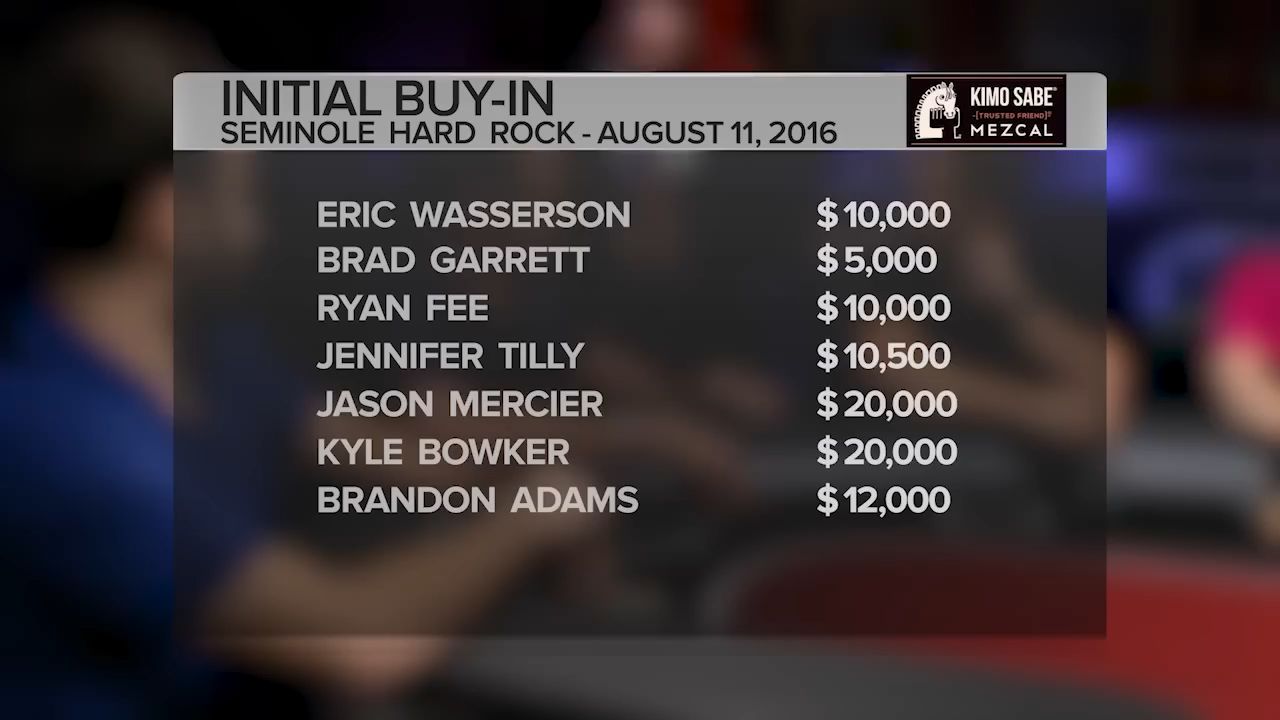 INITIAL BUY-IN
SEMINOLE HARD ROCK - AUGUST 11, 2016
KIMO SABE®
-[TRUSTED FRIEND]-
MEZCAL
ERIC WASSERSON $10,000
BRAD GARRETT $5,000
RYAN FEE $10,000
JENNIFER TILLY $10,500
JASON MERCIER $20,000
KYLE BOWKER $20,000
BRANDON ADAMS $12,000